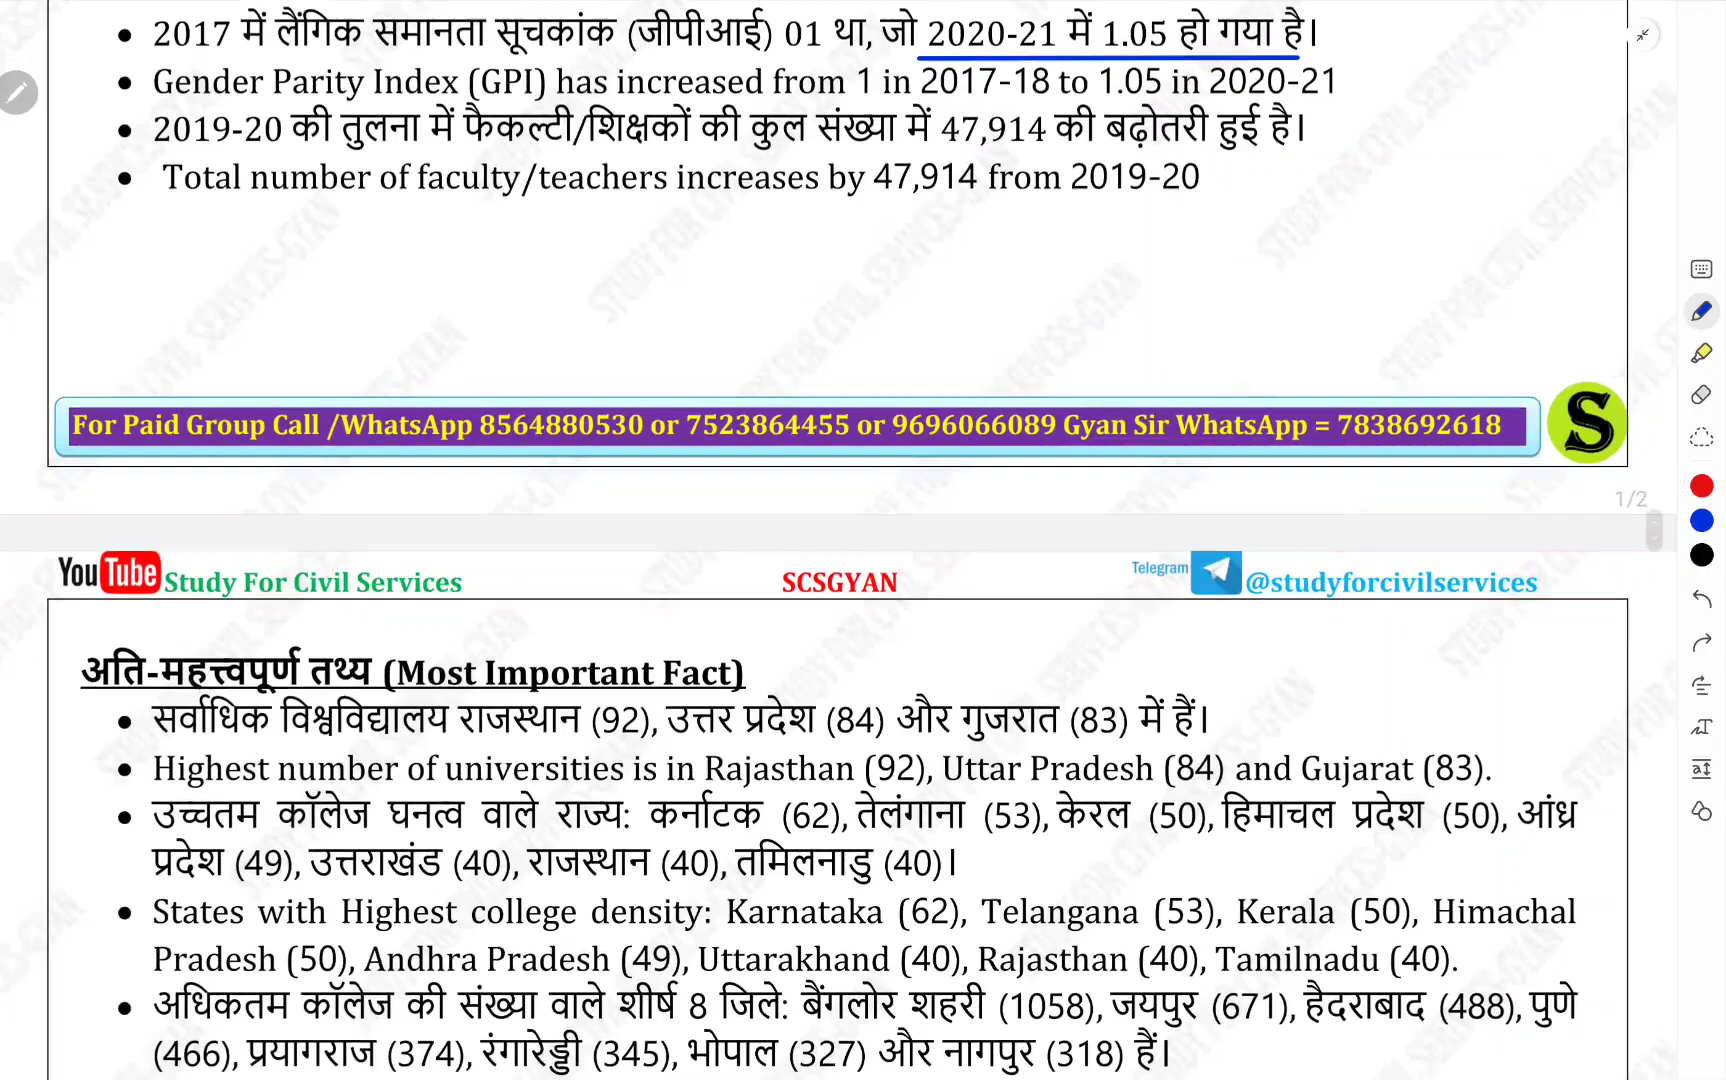 • 2017 में लैंगिक समानता सूचकांक (जीपीआई) 01 था, जो 2020-21 में 1.05 हो गया है।
• Gender Parity Index (GPI) has increased from 1 in 2017-18 to 1.05 in 2020-21
• 2019-20 की तुलना में फैकल्टी/शिक्षकों की कुल संख्या में 47,914 की बढ़ोतरी हुई है।
• Total number of faculty/teachers increases by 47,914 from 2019-20
For Paid Group Call /WhatsApp 8564880530 or 7523864455 or 9696066089 Gyan Sir WhatsApp = 7838692618
S
1/2
YouTube Study For Civil Services SCSGYAN Telegram @studyforcivilservices
अति-महत्त्वपूर्ण तथ्य (Most Important Fact)
• सर्वाधिक विश्वविद्यालय राजस्थान (92), उत्तर प्रदेश (84) और गुजरात (83) में हैं।
• Highest number of universities is in Rajasthan (92), Uttar Pradesh (84) and Gujarat (83).
• उच्चतम कॉलेज घनत्व वाले राज्य: कर्नाटक (62), तेलंगाना (53), केरल (50), हिमाचल प्रदेश (50), आंध्र
प्रदेश (49), उत्तराखंड (40), राजस्थान (40), तमिलनाडु (40)।
• States with Highest college density: Karnataka (62), Telangana (53), Kerala (50), Himachal
Pradesh (50), Andhra Pradesh (49), Uttarakhand (40), Rajasthan (40), Tamilnadu (40).
• अधिकतम कॉलेज की संख्या वाले शीर्ष 8 जिले: बैंगलोर शहरी (1058), जयपुर (671), हैदराबाद (488), पुणे
(466), प्रयागराज (374), रंगारेड्डी (345), भोपाल (327) और नागपुर (318) हैं।
STUDY FOR CIVIL SERVICES-GYAN